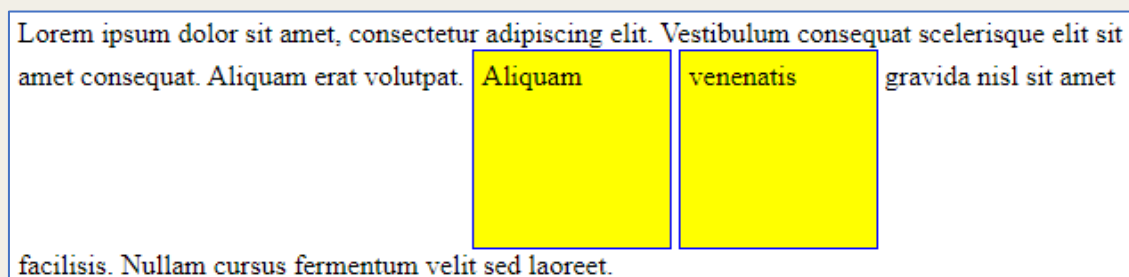 Lorem ipsum dolor sit amet, consectetur adipiscing elit. Vestibulum consequat scelerisque elit sit
amet consequat. Aliquam erat volutpat. Aliquam venenatis gravida nisl sit amet
facilisis. Nullam cursus fermentum velit sed laoreet.